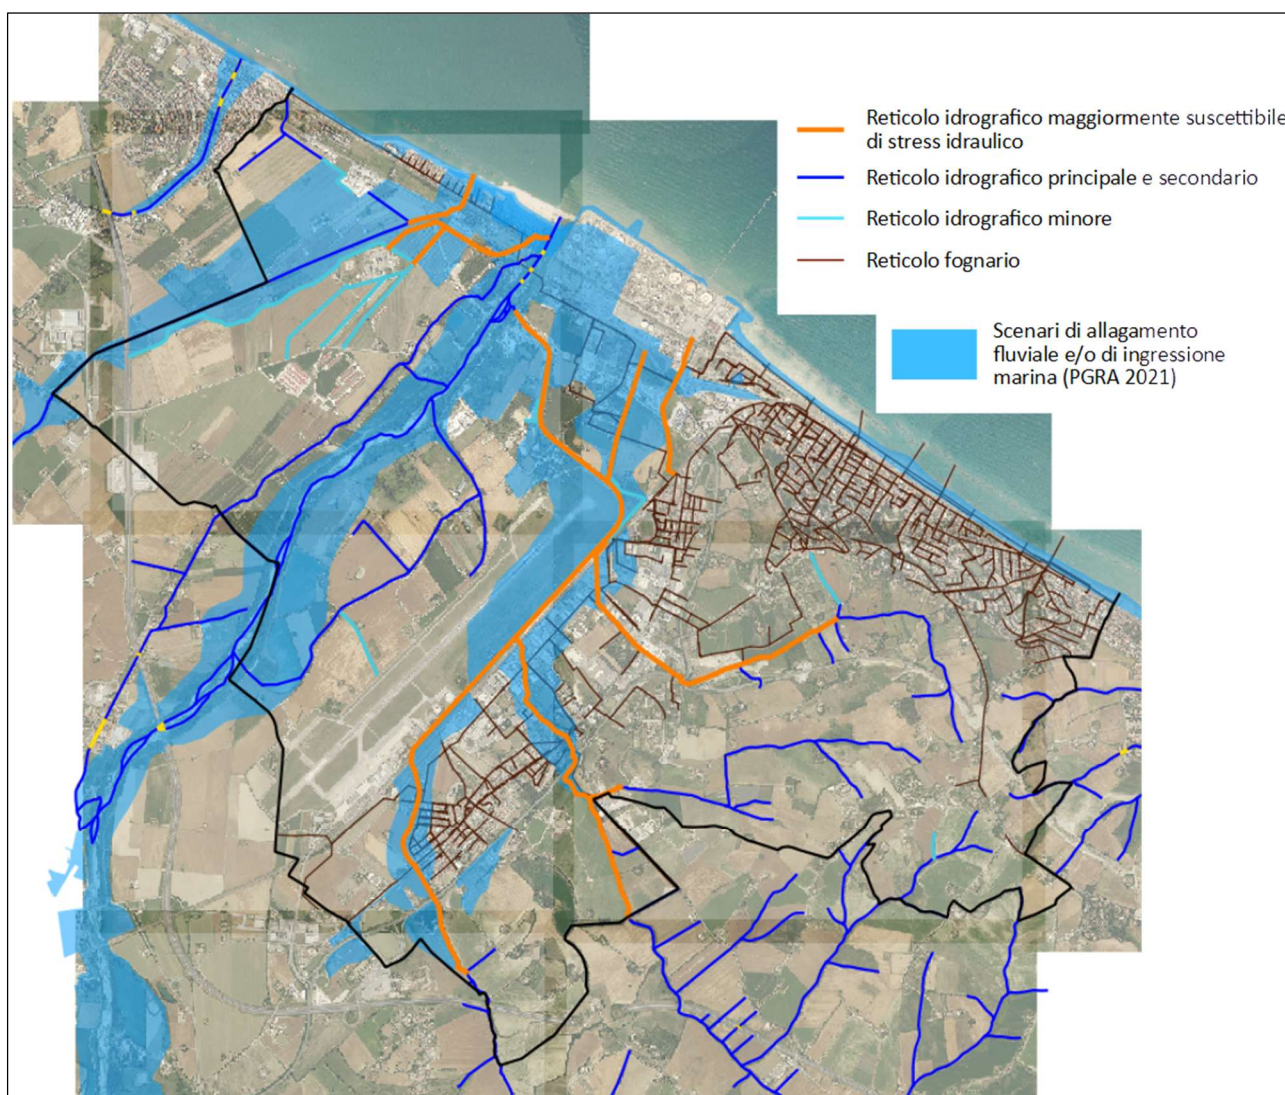 Reticolo idrografico maggiormente suscettibile
di stress idraulico
Reticolo idrografico principale e secondario
Reticolo idrografico minore
Reticolo fognario
Scenari di allagamento
fluviale e/o di ingressione
marina (PGRA 2021)